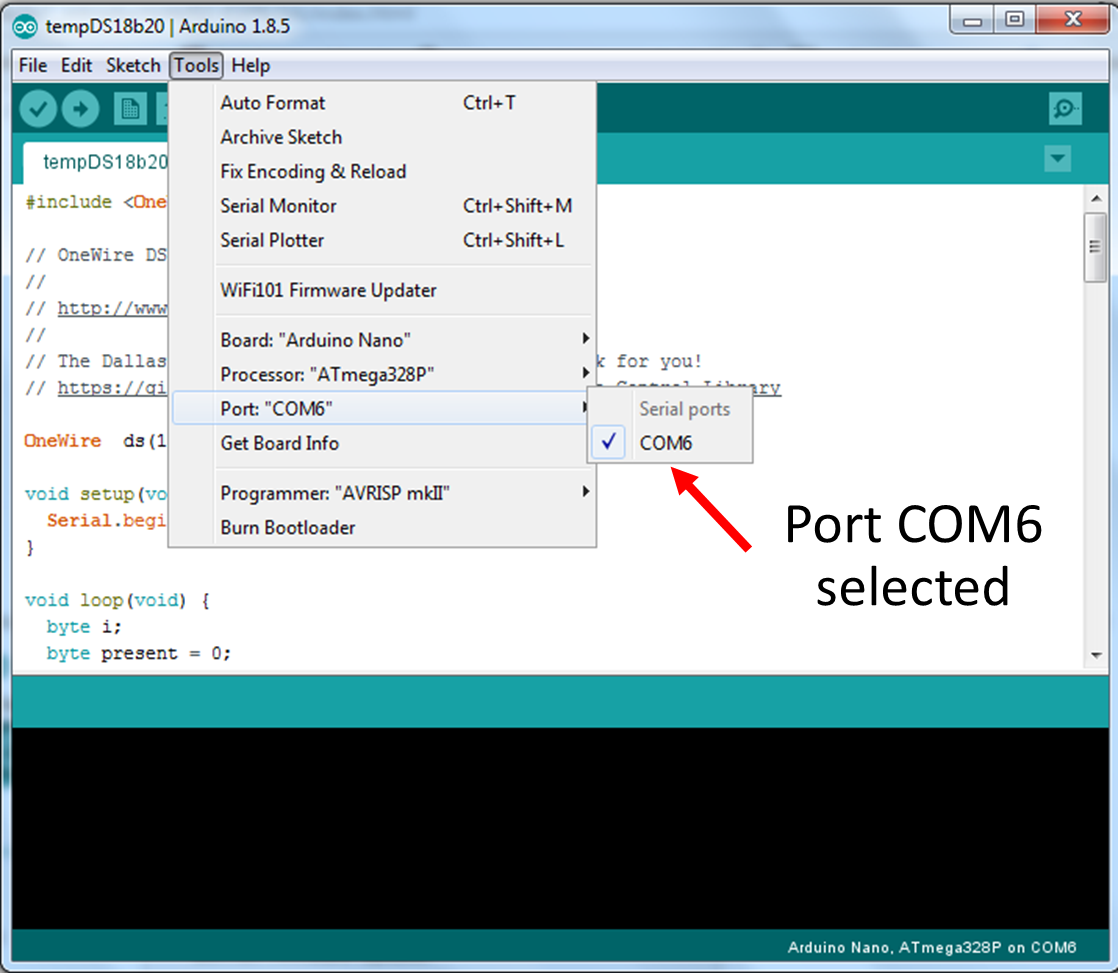 tempDS18b20 | Arduino 1.8.5
File Edit Sketch Tools Help
Auto Format Ctrl+T
Archive Sketch
Fix Encoding & Reload
Serial Monitor Ctrl+Shift+M
Serial Plotter Ctrl+Shift+L
WiFi101 Firmware Updater
Board: "Arduino Nano"
Processor: "ATmega328P"
Port: "COM6"
Get Board Info
Programmer: "AVRISP mkII"
Burn Bootloader
Serial ports
COM6
Port COM6
selected
tempDS18b20
#include <One
// OneWire DS
//
// http://www
//
// The Dallas k for you!
// https://gi Control Library
OneWire ds(1
void setup(vo
Serial.begi
}
void loop(void) {
byte i;
byte present = 0;
Arduino Nano, ATmega328P on COM6